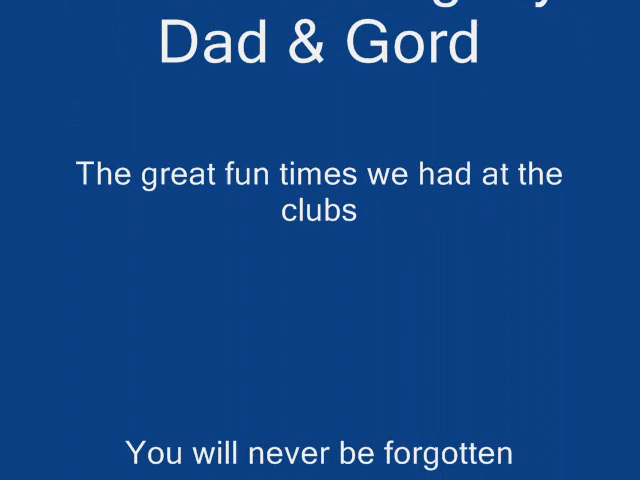 Dad & Gord
The great fun times we had at the
clubs
You will never be forgotten